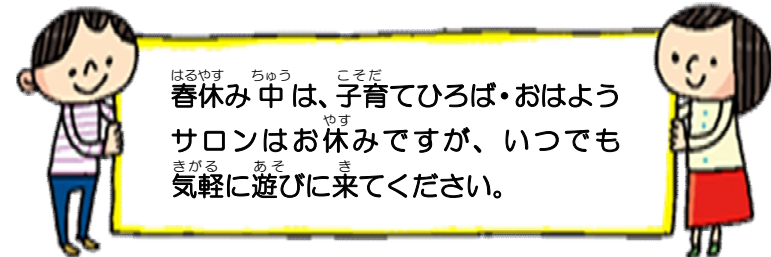 春休み中は、子育てひろば・おはよう
サロンはお休みですが、いつでも
気軽に遊びに来てください。